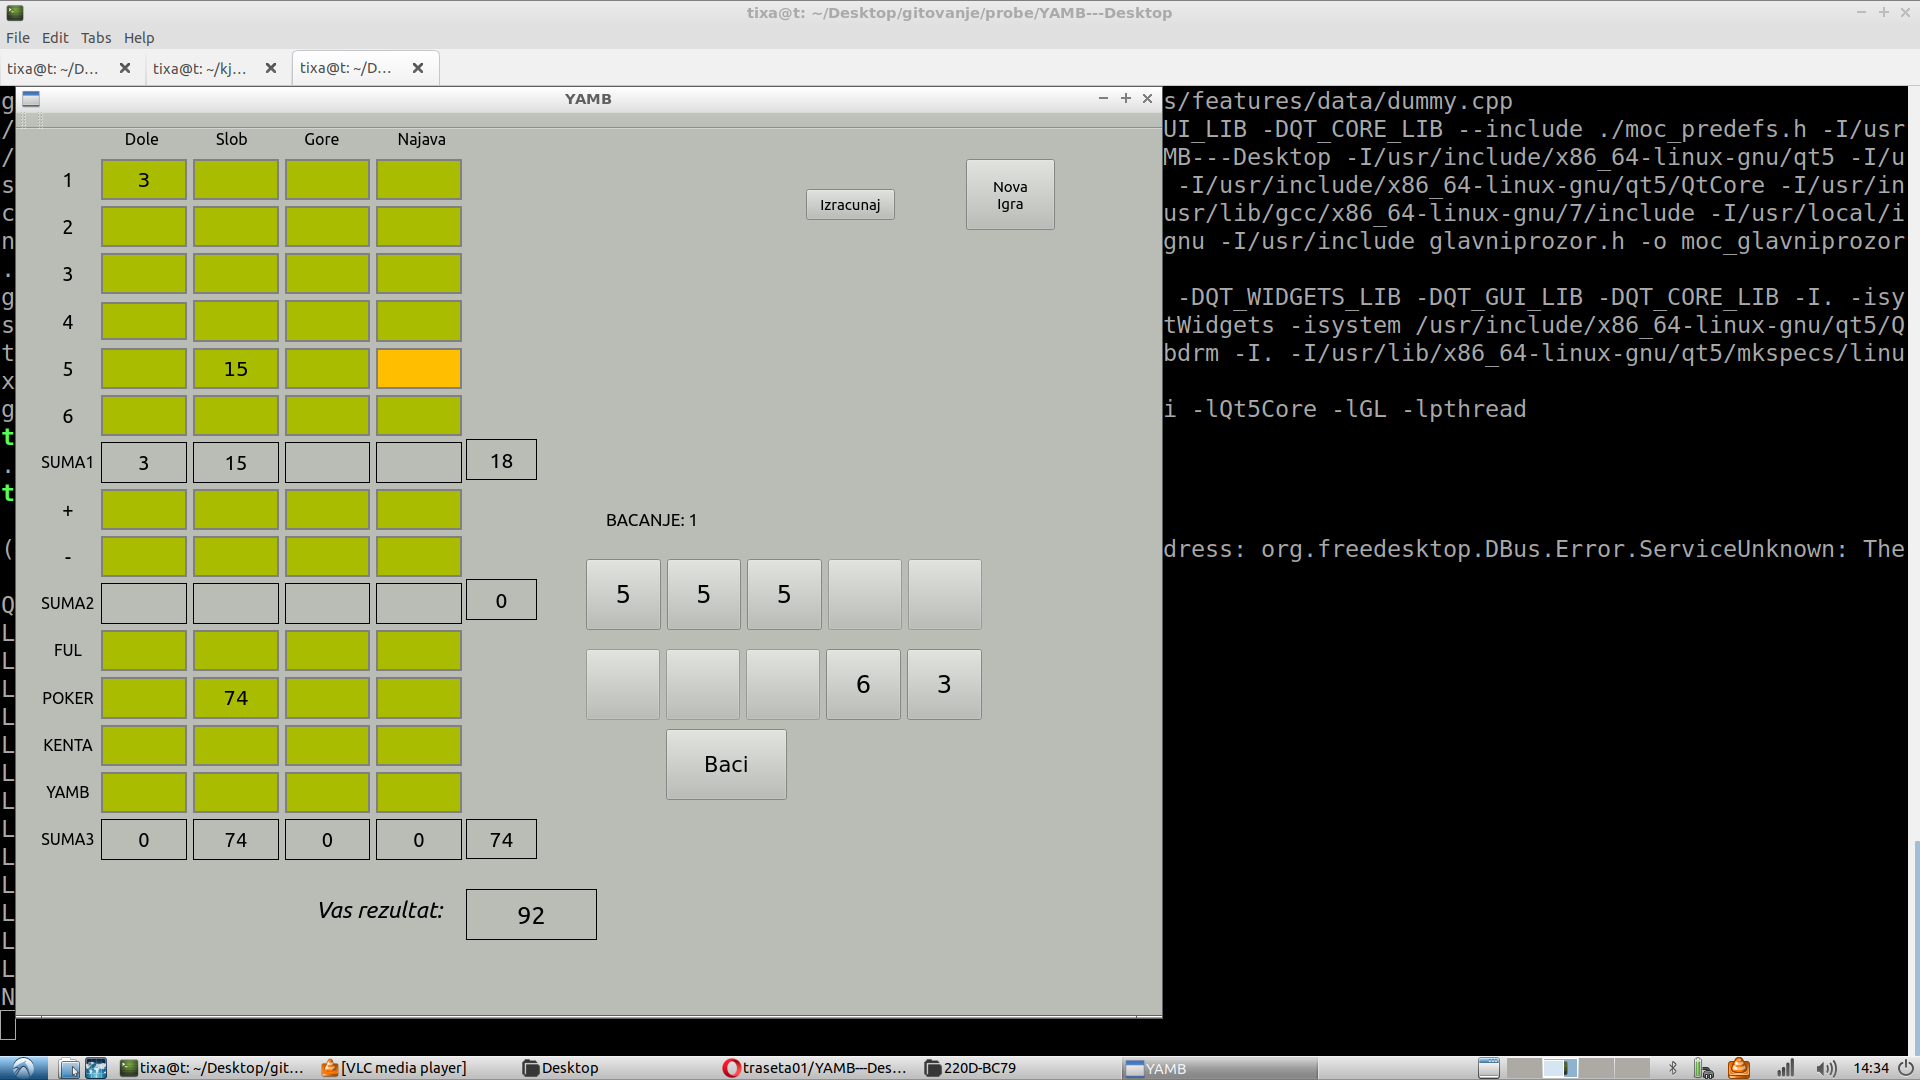 tixa@t: ~/Desktop/gitovanje/probe/YAMB---Desktop
File Edit Tabs Help
tixa@t: ~/D... tixa@t: ~/kj... tixa@t: ~/D...
YAMB
Dole Slob Gore Najava
1 3
2
3
4
5 15
6
SUMA1 3 15 18
+
-
SUMA2 0
FUL
POKER 74
KENTA
YAMB
SUMA3 0 74 0 0 74
Vas rezultat: 92
Izracunaj
Nova
Igra
BACANJE: 1
5 5 5
6 3
Baci
g
/
/
s
c
n
.
g
s
t
x
g
t
.
t
(
Q
L
L
L
L
L
L
L
L
L
L
L
L
L
N
s/features/data/dummy.cpp
UI_LIB -DQT_CORE_LIB --include ./moc_predefs.h -I/usr
MB---Desktop -I/usr/include/x86_64-linux-gnu/qt5 -I/u
-I/usr/include/x86_64-linux-gnu/qt5/QtCore -I/usr/in
usr/lib/gcc/x86_64-linux-gnu/7/include -I/usr/local/i
gnu -I/usr/include glavniprozor.h -o moc_glavniprozor
-DQT_WIDGETS_LIB -DQT_GUI_LIB -DQT_CORE_LIB -I. -isy
tWidgets -isystem /usr/include/x86_64-linux-gnu/qt5/Q
bdrm -I. -I/usr/lib/x86_64-linux-gnu/qt5/mkspecs/linu
i -lQt5Core -lGL -lpthread
dress: org.freedesktop.DBus.Error.ServiceUnknown: The
tixa@t: ~/Desktop/git... [VLC media player] Desktop traseta01/YAMB---Des... 220D-BC79 YAMB 14:34